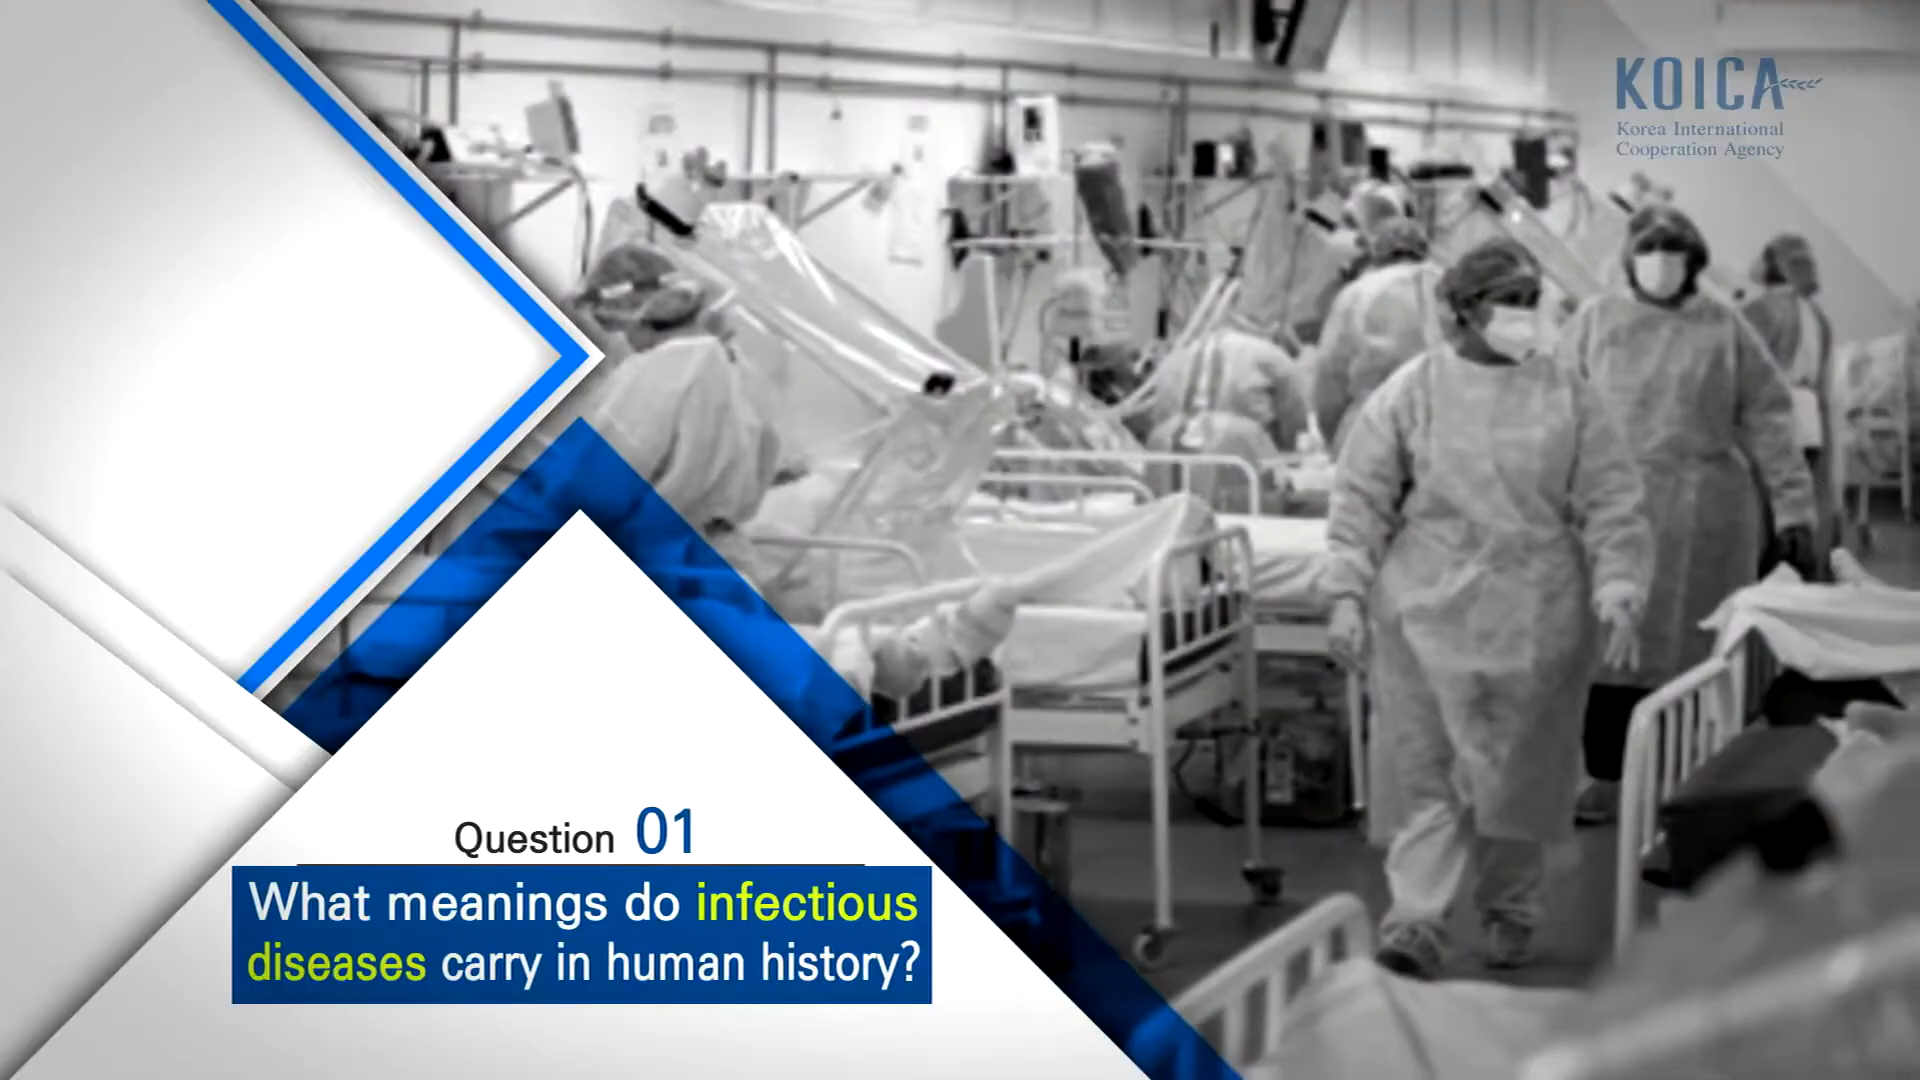 KOICA
Korea International
Cooperation Agency
Question 01
What meanings do infectious
diseases carry in human history?